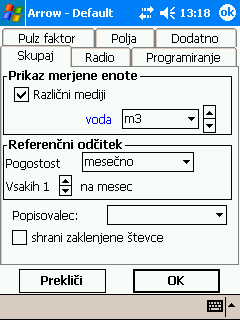 Arrow - Default 13:18 ok
Pulz faktor Polja Dodatno
Skupaj Radio Programiranje
Prikaz merjene enote
Različni mediji
voda m3
Referenčni odčitek
Pogostost mesečno
Vsakih 1 na mesec
Popisovalec:
shrani zaklenjene števce
Prekliči OK